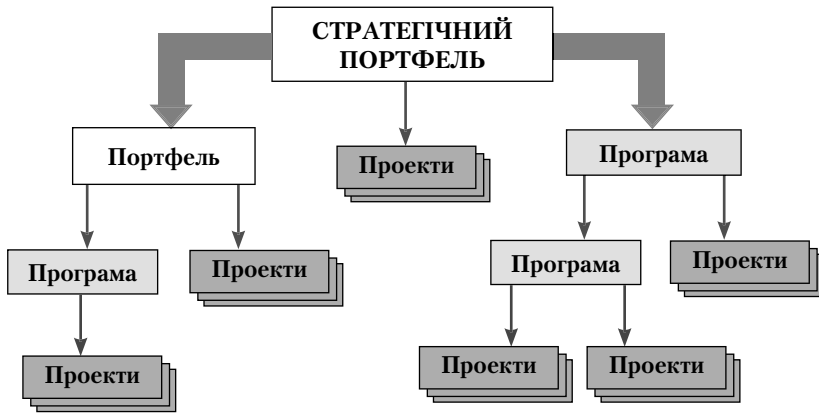 СТРАТЕГІЧНИЙ
ПОРТФЕЛЬ
Портфель
Проекти
Програма
Програма
Проекти
Програма
Проекти
Проекти
Проекти
Проекти